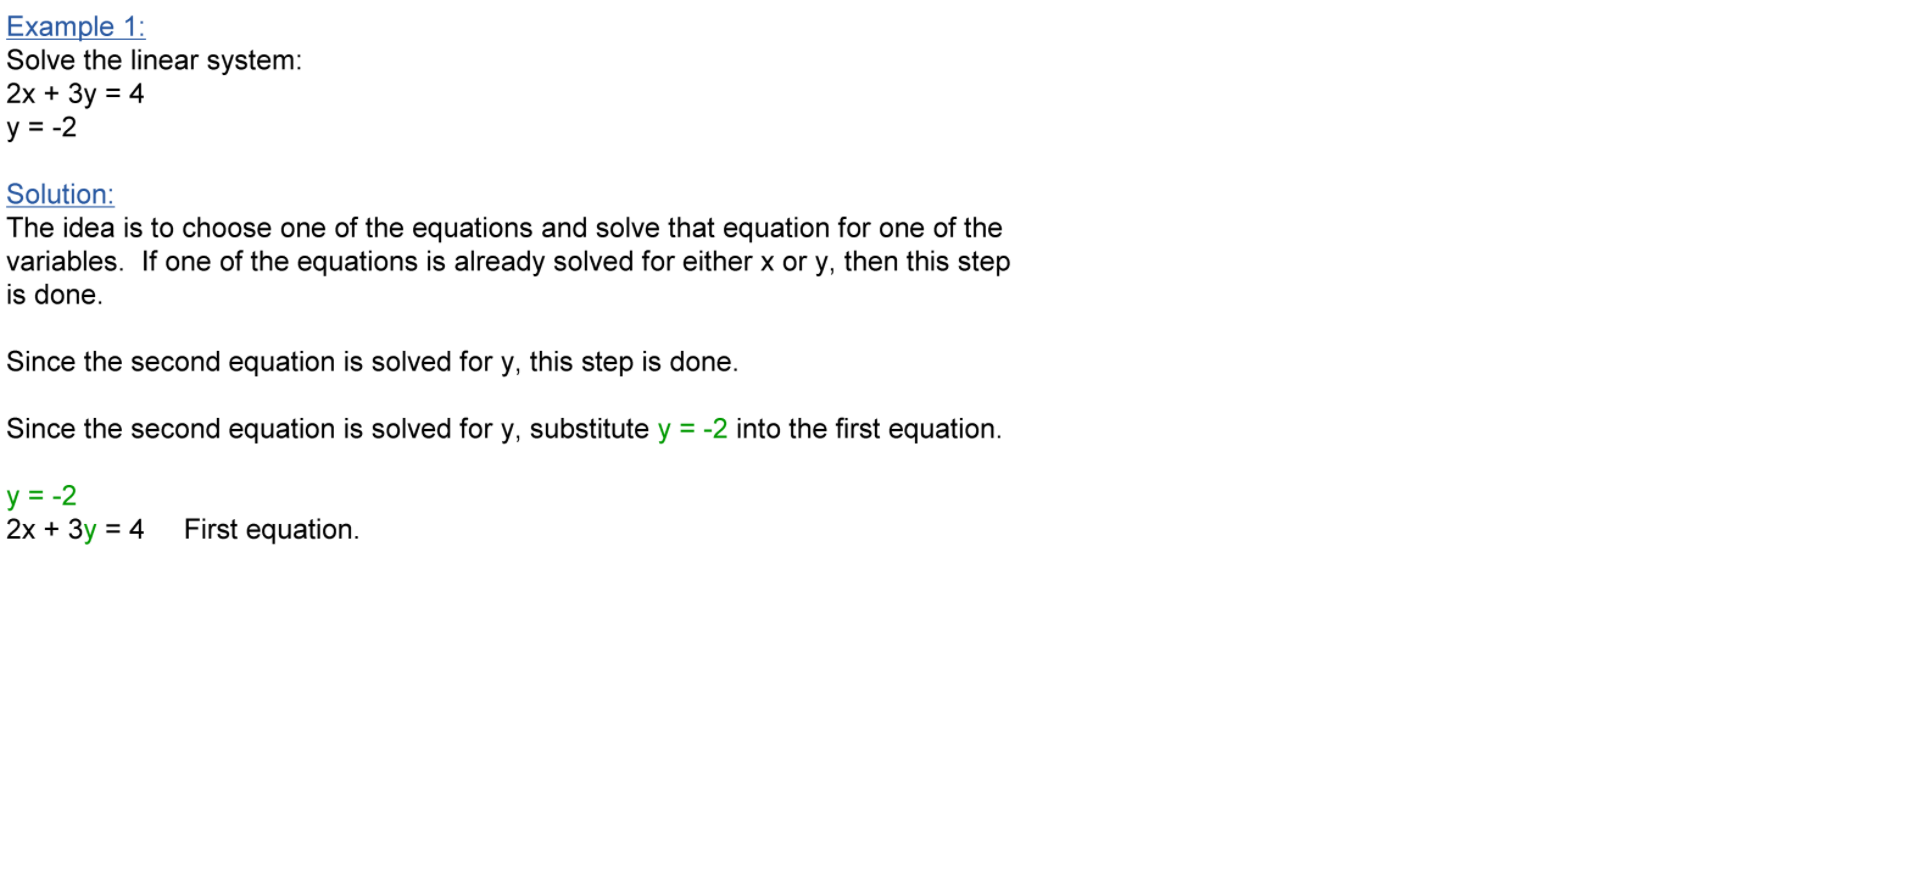 Example 1:
Solve the linear system:
2x + 3y = 4
y = -2
Solution:
The idea is to choose one of the equations and solve that equation for one of the
variables.  If one of the equations is already solved for either x or y, then this step
is done.
Since the second equation is solved for y, this step is done.
Since the second equation is solved for y, substitute y = -2 into the first equation.
y = -2
2x + 3y = 4     First equation.